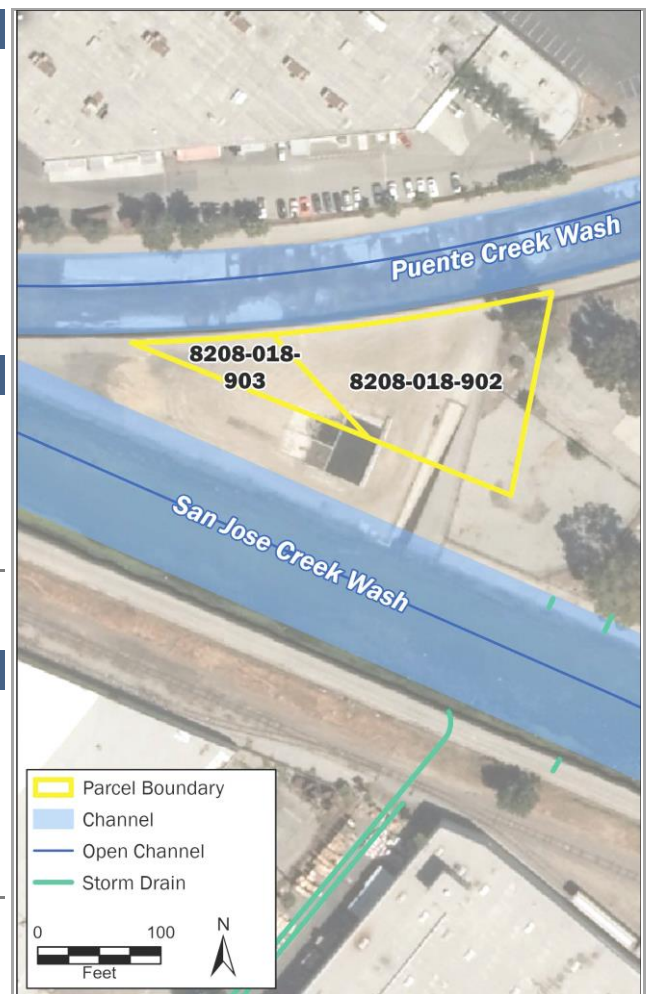 Puente Creek Wash
8208-018-
903
8208-018-902
San Jose Creek Wash
Parcel Boundary
Channel
Open Channel
Storm Drain
0 100
Feet
N